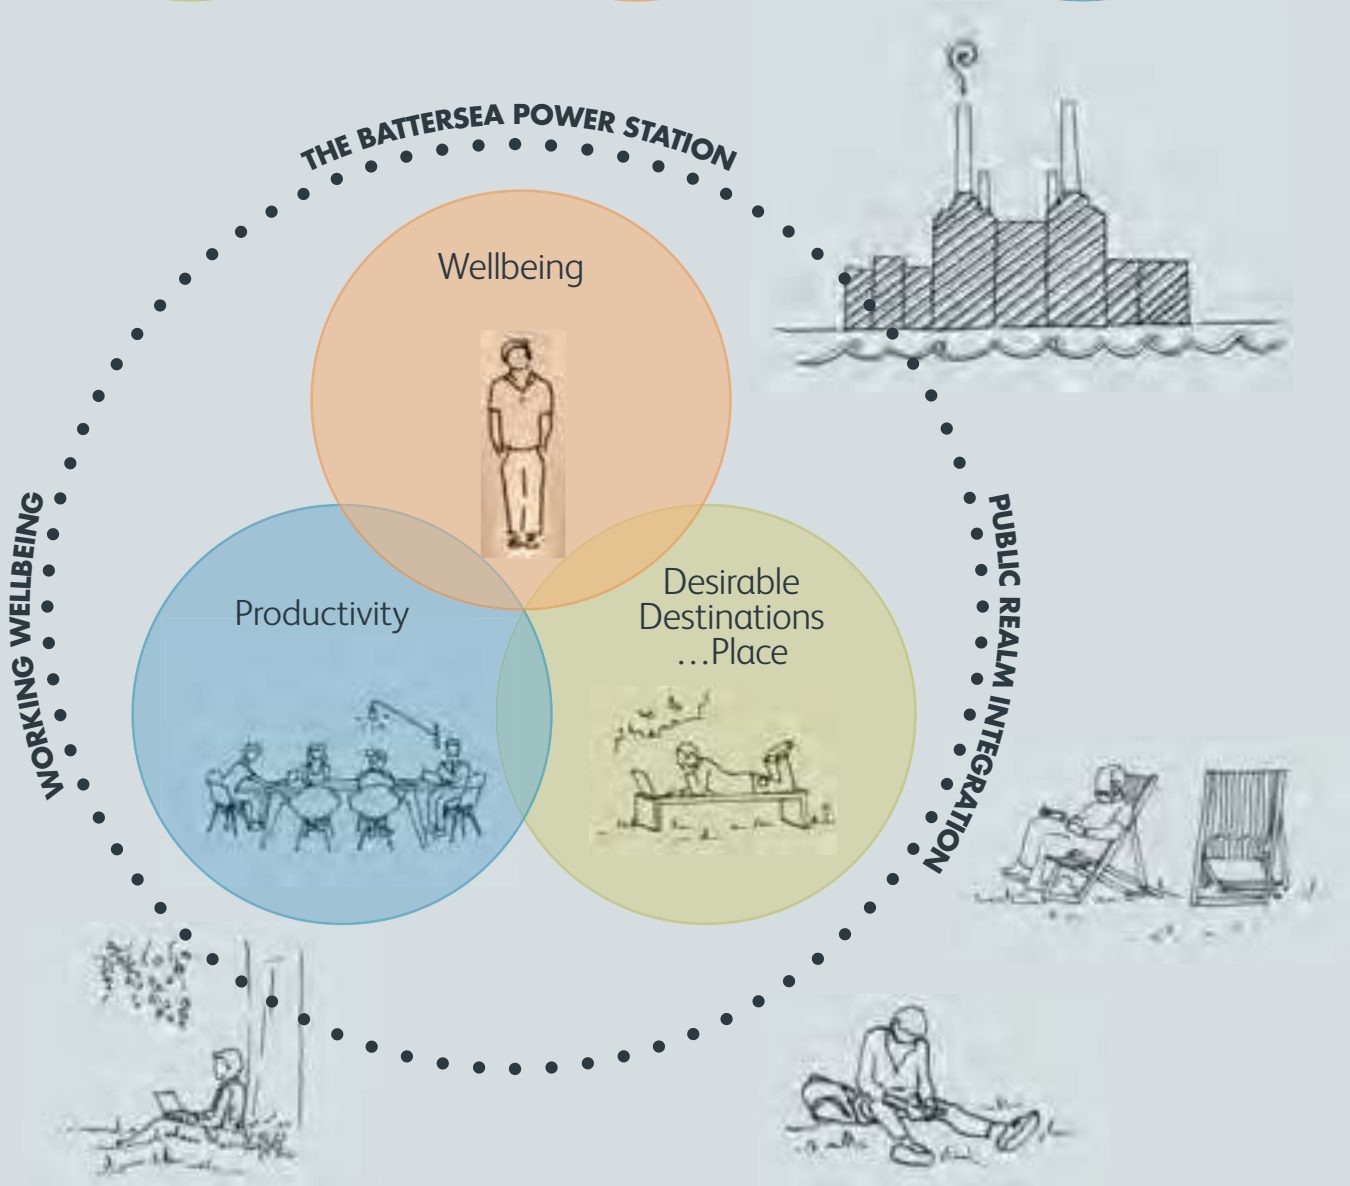 THE BATTERSEA POWER STATION
Wellbeing
WORKING WELLBEING
PUBLIC REALM INTEGRATION
Productivity
Desirable
Destinations
...Place